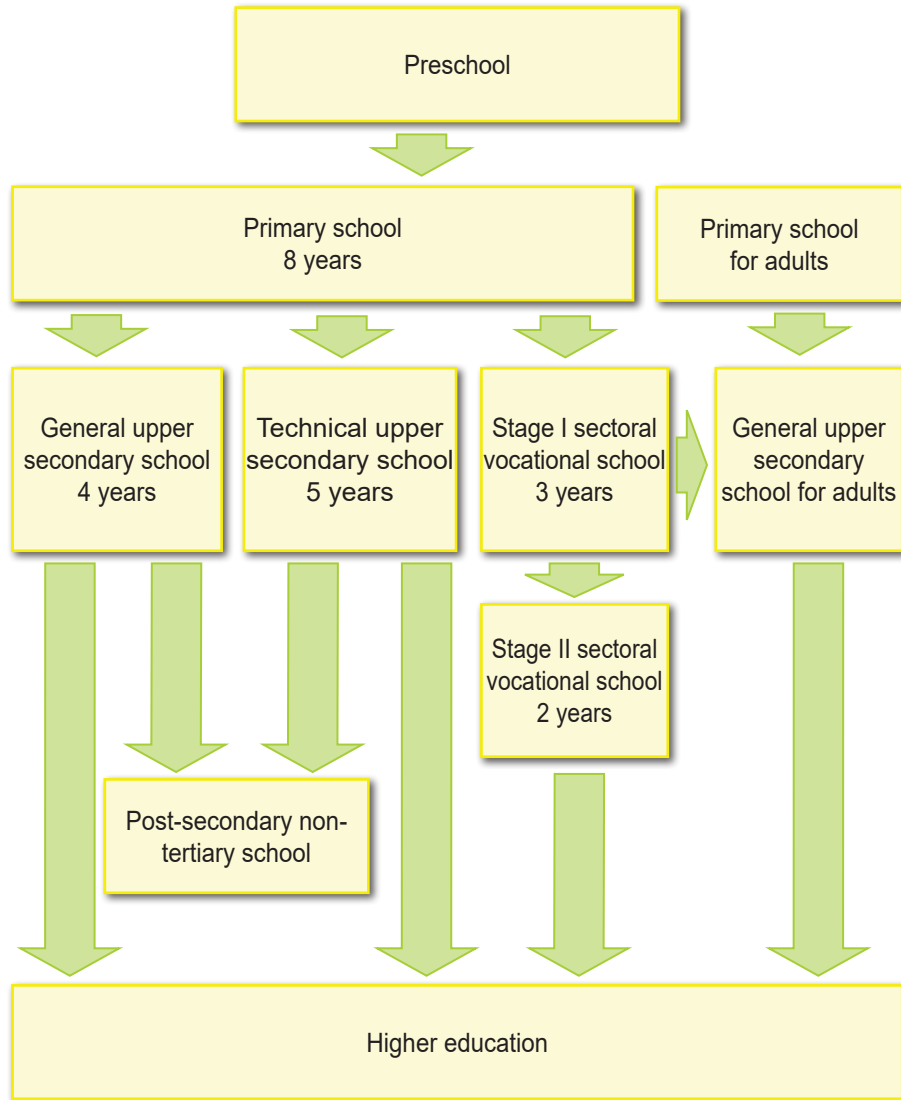 Preschool
Primary school
8 years
Primary school
for adults
General upper
secondary school
4 years
Technical upper
secondary school
5 years
Stage I sectoral
vocational school
3 years
General upper
secondary
school for adults
Stage II sectoral
vocational school
2 years
Post-secondary non-
tertiary school
Higher education